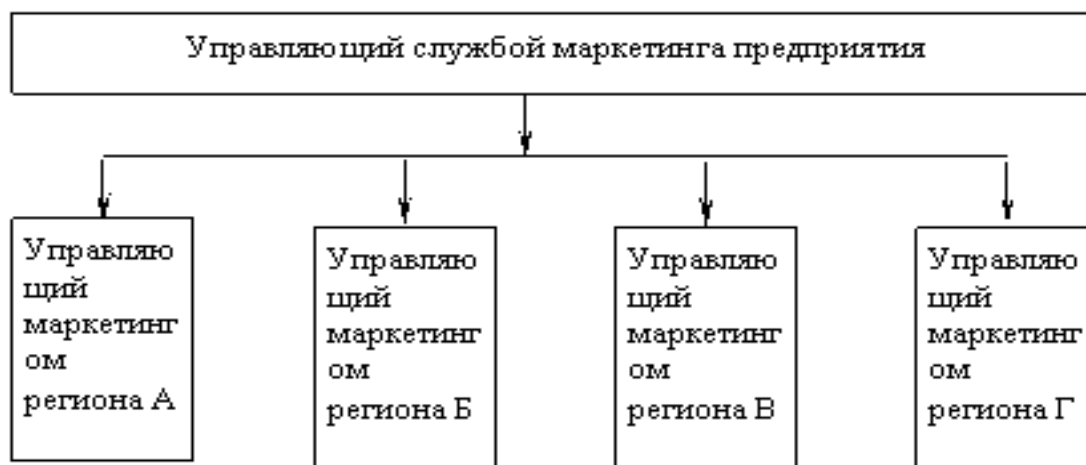 Управляющий службой маркетинга предприятия
Управляю
щий
маркетинг
ом
региона А
Управляю
щий
маркетинг
ом
региона Б
Управляю
щий
маркетинг
ом
региона В
Управляю
щий
маркетинг
ом
региона Г